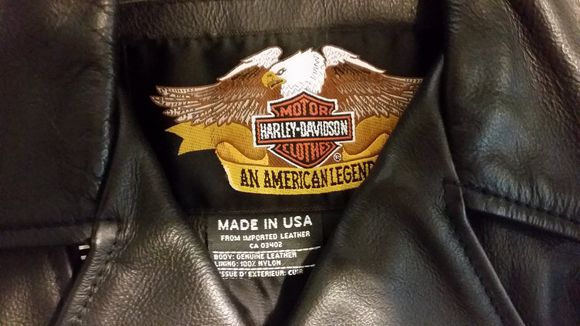 MOTOR
HARLEY-DAVIDSON
CLOTHES
®
AN AMERICAN LEGEND
MADE IN USA
FROM IMPORTED LEATHER
CA 03402
BODY: GENUINE LEATHER
LINING: 100% NYLON
TISSUE D'EXTERIEUR: CUIR